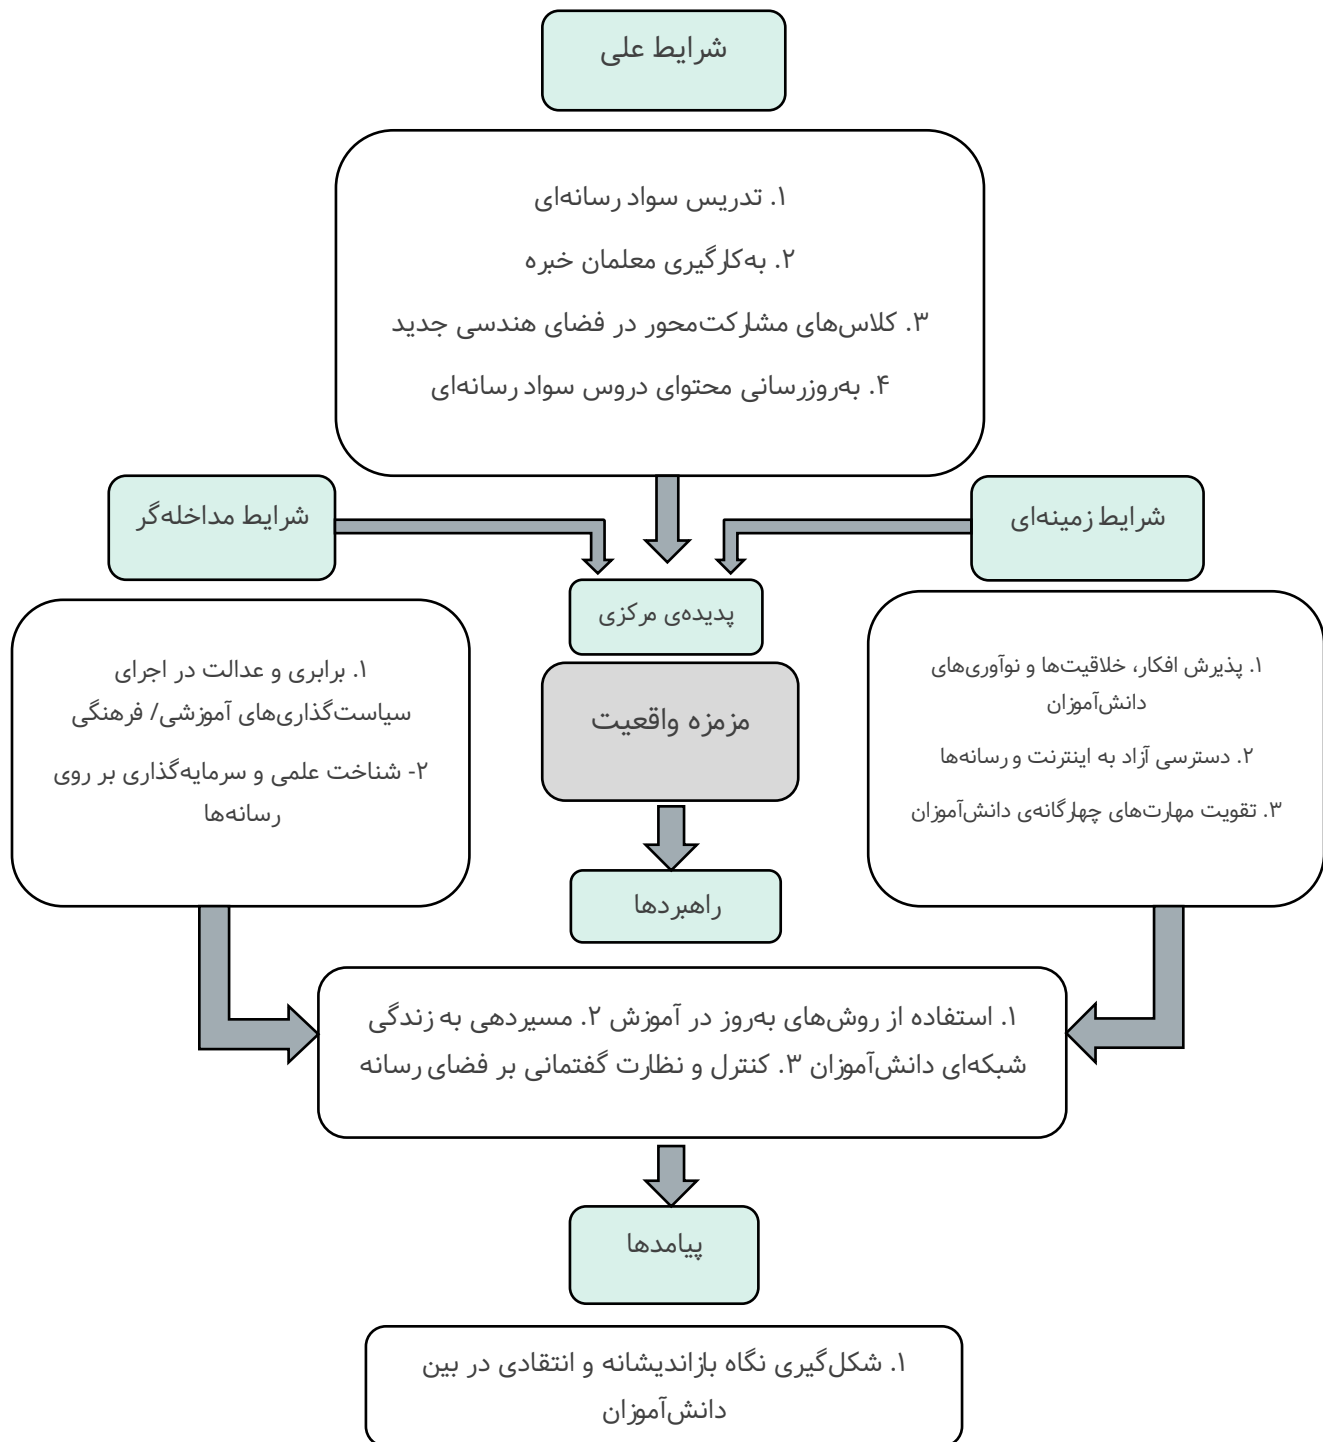 شرایط علی
۱. تدریس سواد رسانه‌ای
۲. به‌کارگیری معلمان خبره
۳. کلاس‌های مشارکت‌محور در فضای هندسی جدید
۴. به‌روزرسانی محتوای دروس سواد رسانه‌ای
شرایط زمینه‌ای
شرایط مداخله‌گر
پدیده‌ی مرکزی
مزمزه واقعیت
۱. پذیرش افکار، خلاقیت‌ها و نوآوری‌های
دانش‌آموزان
۲. دسترسی آزاد به اینترنت و رسانه‌ها
۳. تقویت مهارت‌های چهارگانه‌ی دانش‌آموزان
۱. برابری و عدالت در اجرای
سیاست‌گذاری‌های آموزشی/ فرهنگی
۲- شناخت علمی و سرمایه‌گذاری بر روی
رسانه‌ها
راهبردها
۱. استفاده از روش‌های به‌روز در آموزش ۲. مسیردهی به زندگی
شبکه‌ای دانش‌آموزان ۳. کنترل و نظارت گفتمانی بر فضای رسانه
پیامدها
۱. شکل‌گیری نگاه بازاندیشانه و انتقادی در بین
دانش‌آموزان